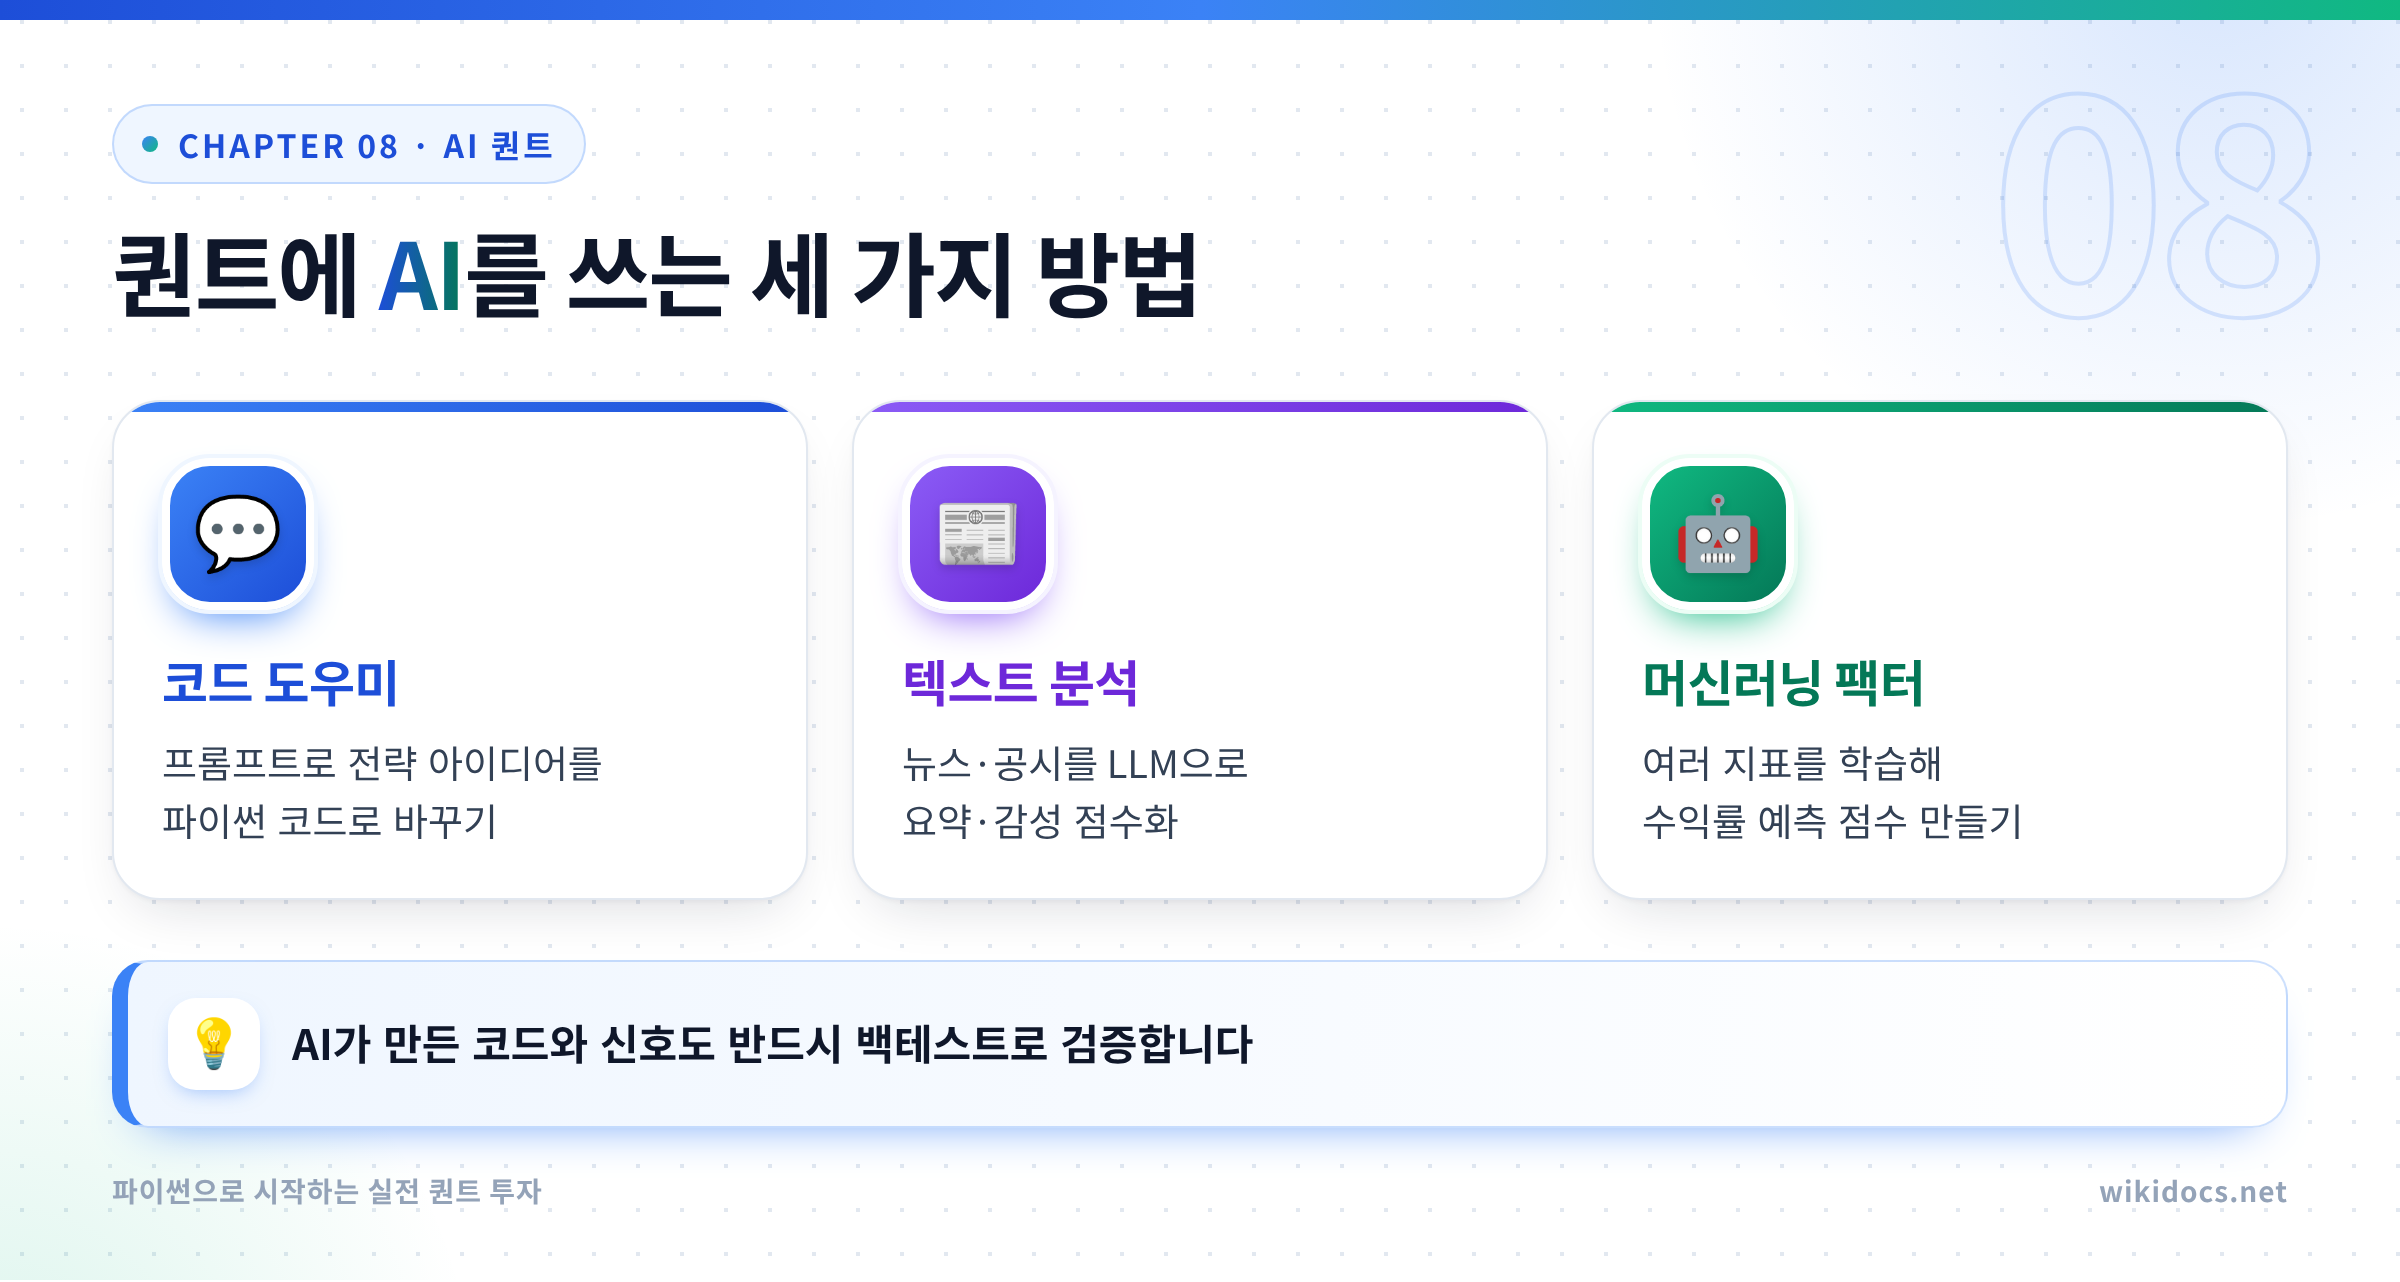 CHAPTER 08 · AI 퀀트
08
퀀트에 AI를 쓰는 세 가지 방법
코드 도우미
프롬프트로 전략 아이디어를
파이썬 코드로 바꾸기
텍스트 분석
뉴스·공시를 LLM으로
요약·감성 점수화
머신러닝 팩터
여러 지표를 학습해
수익률 예측 점수 만들기
AI가 만든 코드와 신호도 반드시 백테스트로 검증합니다
파이썬으로 시작하는 실전 퀀트 투자
wikidocs.net